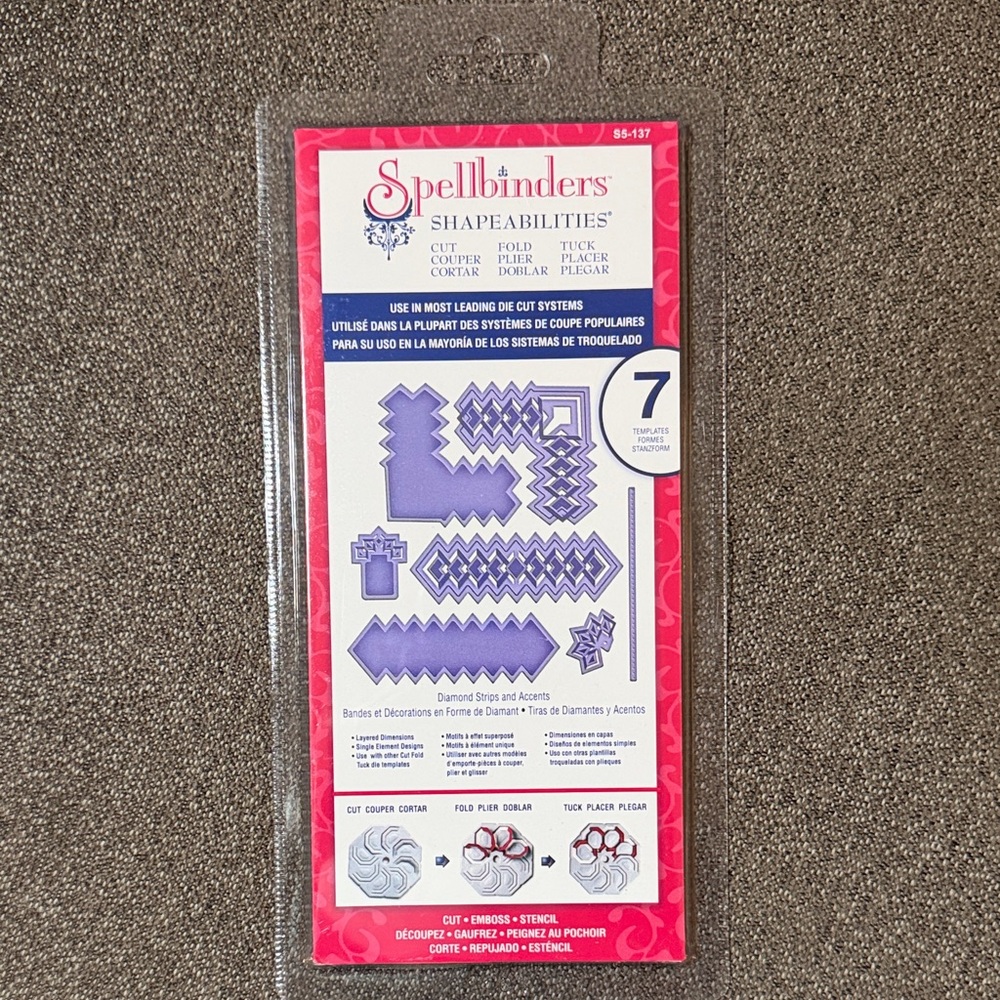 S5-137
Spellbinders™
SHAPEABILITIES®
CUT FOLD TUCK
COUPER PLIER PLACER
CORTAR DOBLAR PLEGAR
USE IN MOST LEADING DIE CUT SYSTEMS
UTILISÉ DANS LA PLUPART DES SYSTÈMES DE COUPE POPULAIRES
PARA SU USO EN LA MAYORÍA DE LOS SISTEMAS DE TROQUELADO
7
TEMPLATES
FORMES
STANZFORM
Diamond Strips and Accents
Bandes et Décorations en Forme de Diamant • Tiras de Diamantes y Acentos
• Layered Dimensions
• Single Element Designs
• Use with other Cut Fold
Tuck die templates
• Motifs à effet superposé
• Motifs à élément unique
• Utiliser avec autres modèles
d'emporte-pièces à couper,
plier et glisser
• Dimensiones en capas
• Diseños de elementos simples
• Uso con otras plantillas
troqueladas con plieques
CUT COUPER CORTAR
FOLD PLIER DOBLAR
TUCK PLACER PLEGAR
CUT • EMBOSS • STENCIL
DÉCOUPEZ • GAUFREZ • PEIGNEZ AU POCHOIR
CORTE • REPUJADO • ESTÉNCIL